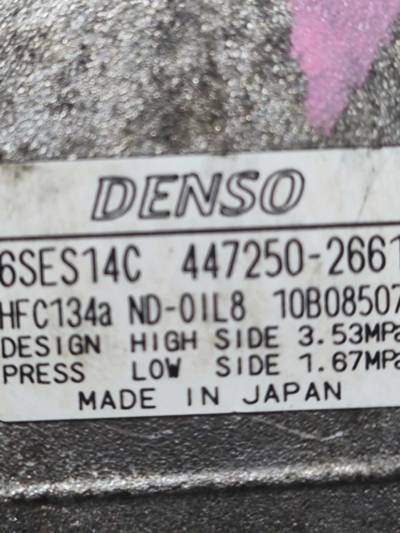 DENSO
6SES14C 447250-2661
HFC134a ND-OIL8 10B08507
DESIGN HIGH SIDE 3.53MPa
PRESS LOW SIDE 1.67MPa
MADE IN JAPAN